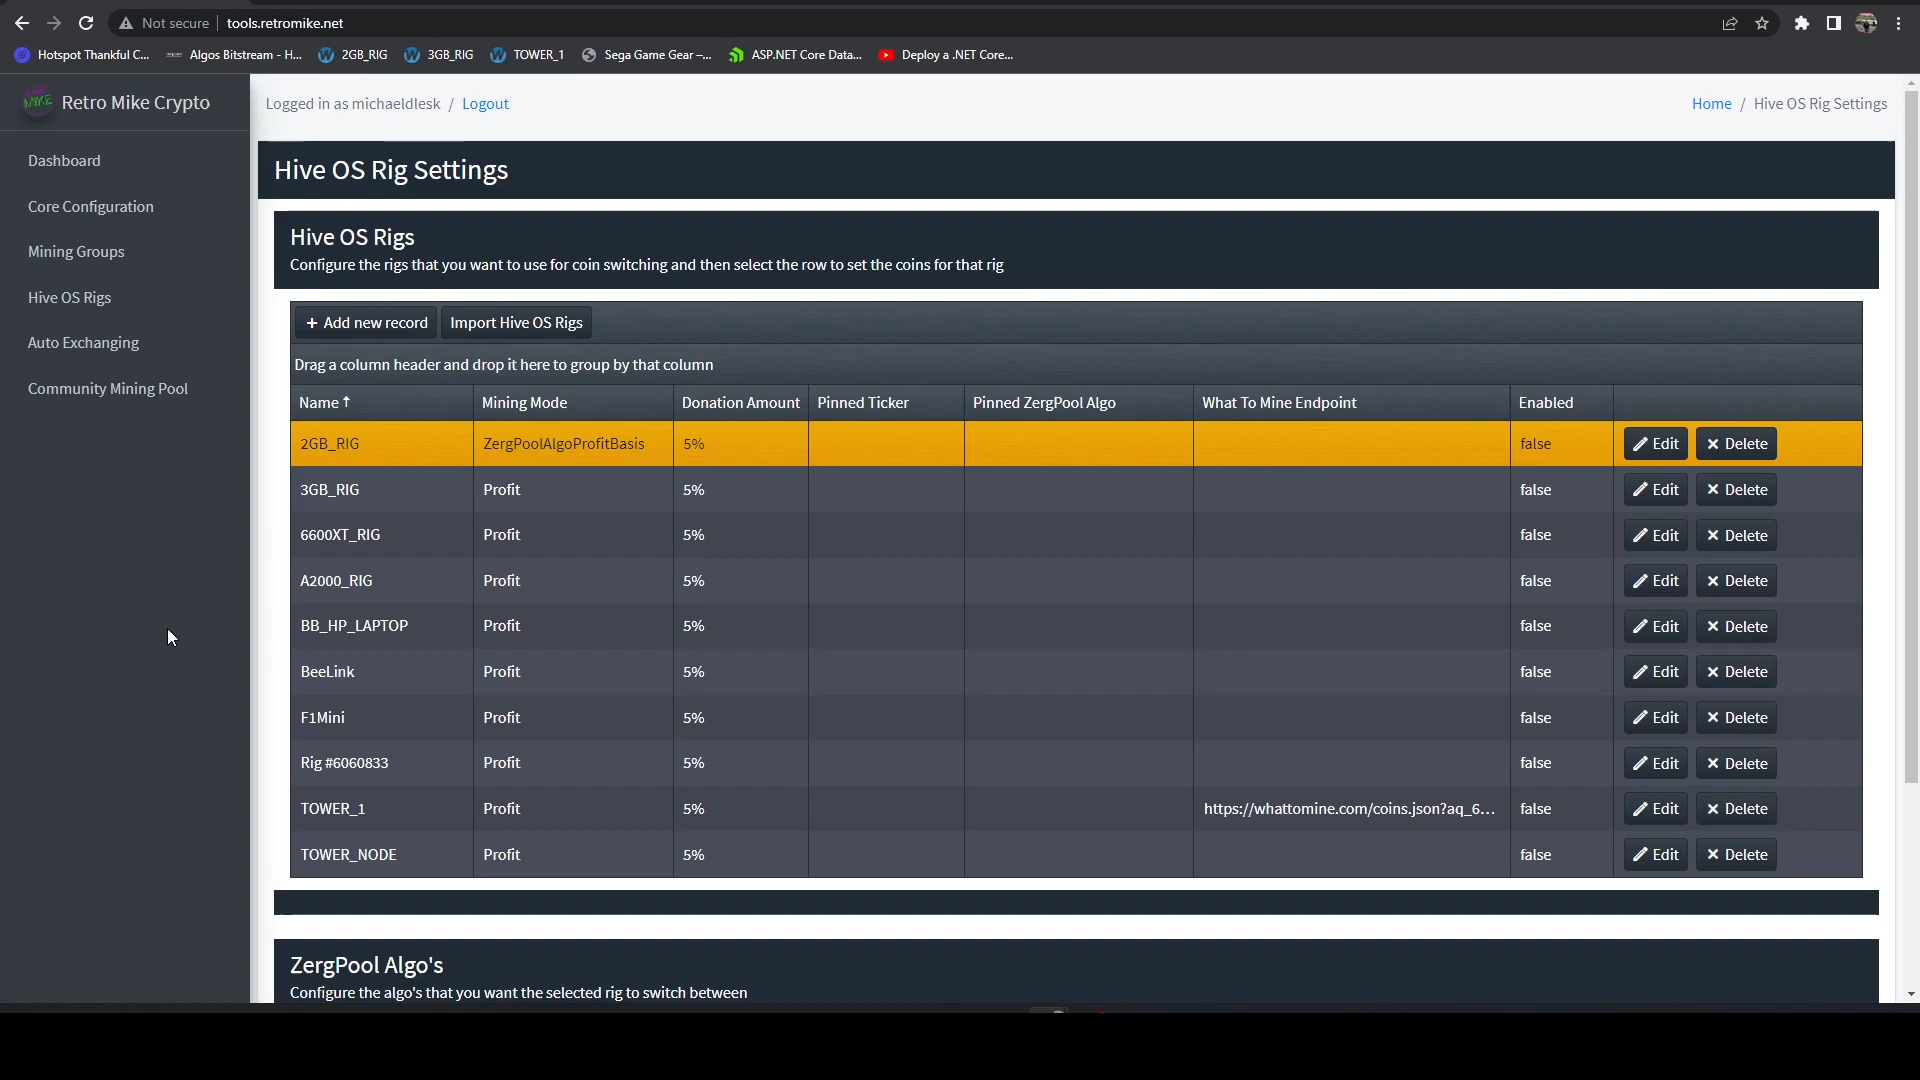 Not secure tools.retromike.net
Hotspot Thankful C... Algos Bitstream - H... 2GB_RIG 3GB_RIG TOWER_1 Sega Game Gear –... ASP.NET Core Data... Deploy a .NET Core...
MIKE Retro Mike Crypto
Logged in as michaeldlesk / Logout
Home / Hive OS Rig Settings
Dashboard
Core Configuration
Mining Groups
Hive OS Rigs
Auto Exchanging
Community Mining Pool
Hive OS Rig Settings
Hive OS Rigs
Configure the rigs that you want to use for coin switching and then select the row to set the coins for that rig
+ Add new record Import Hive OS Rigs
Drag a column header and drop it here to group by that column
Name Mining Mode Donation Amount Pinned Ticker Pinned ZergPool Algo What To Mine Endpoint Enabled
2GB_RIG ZergPoolAlgoProfitBasis 5% false Edit Delete
3GB_RIG Profit 5% false Edit Delete
6600XT_RIG Profit 5% false Edit Delete
A2000_RIG Profit 5% false Edit Delete
BB_HP_LAPTOP Profit 5% false Edit Delete
BeeLink Profit 5% false Edit Delete
F1Mini Profit 5% false Edit Delete
Rig #6060833 Profit 5% false Edit Delete
TOWER_1 Profit 5% https://whattomine.com/coins.json?aq_6... false Edit Delete
TOWER_NODE Profit 5% false Edit Delete
ZergPool Algo's
Configure the algo's that you want the selected rig to switch between